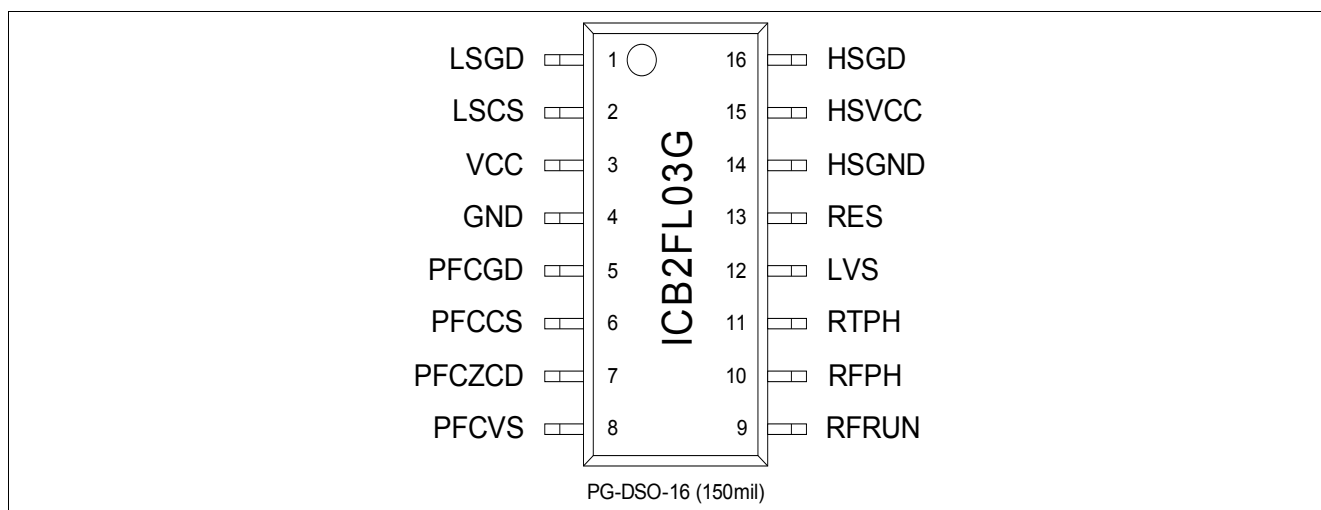 LSGD 1 16 HSGD
LSCS 2 15 HSVCC
VCC 3 14 HSGND
GND 4 13 RES
PFCGD 5 12 LVS
PFCCS 6 11 RTPH
PFCZCD 7 10 RFPH
PFCVS 8 9 RFRUN
ICB2FL03G
PG-DSO-16 (150mil)